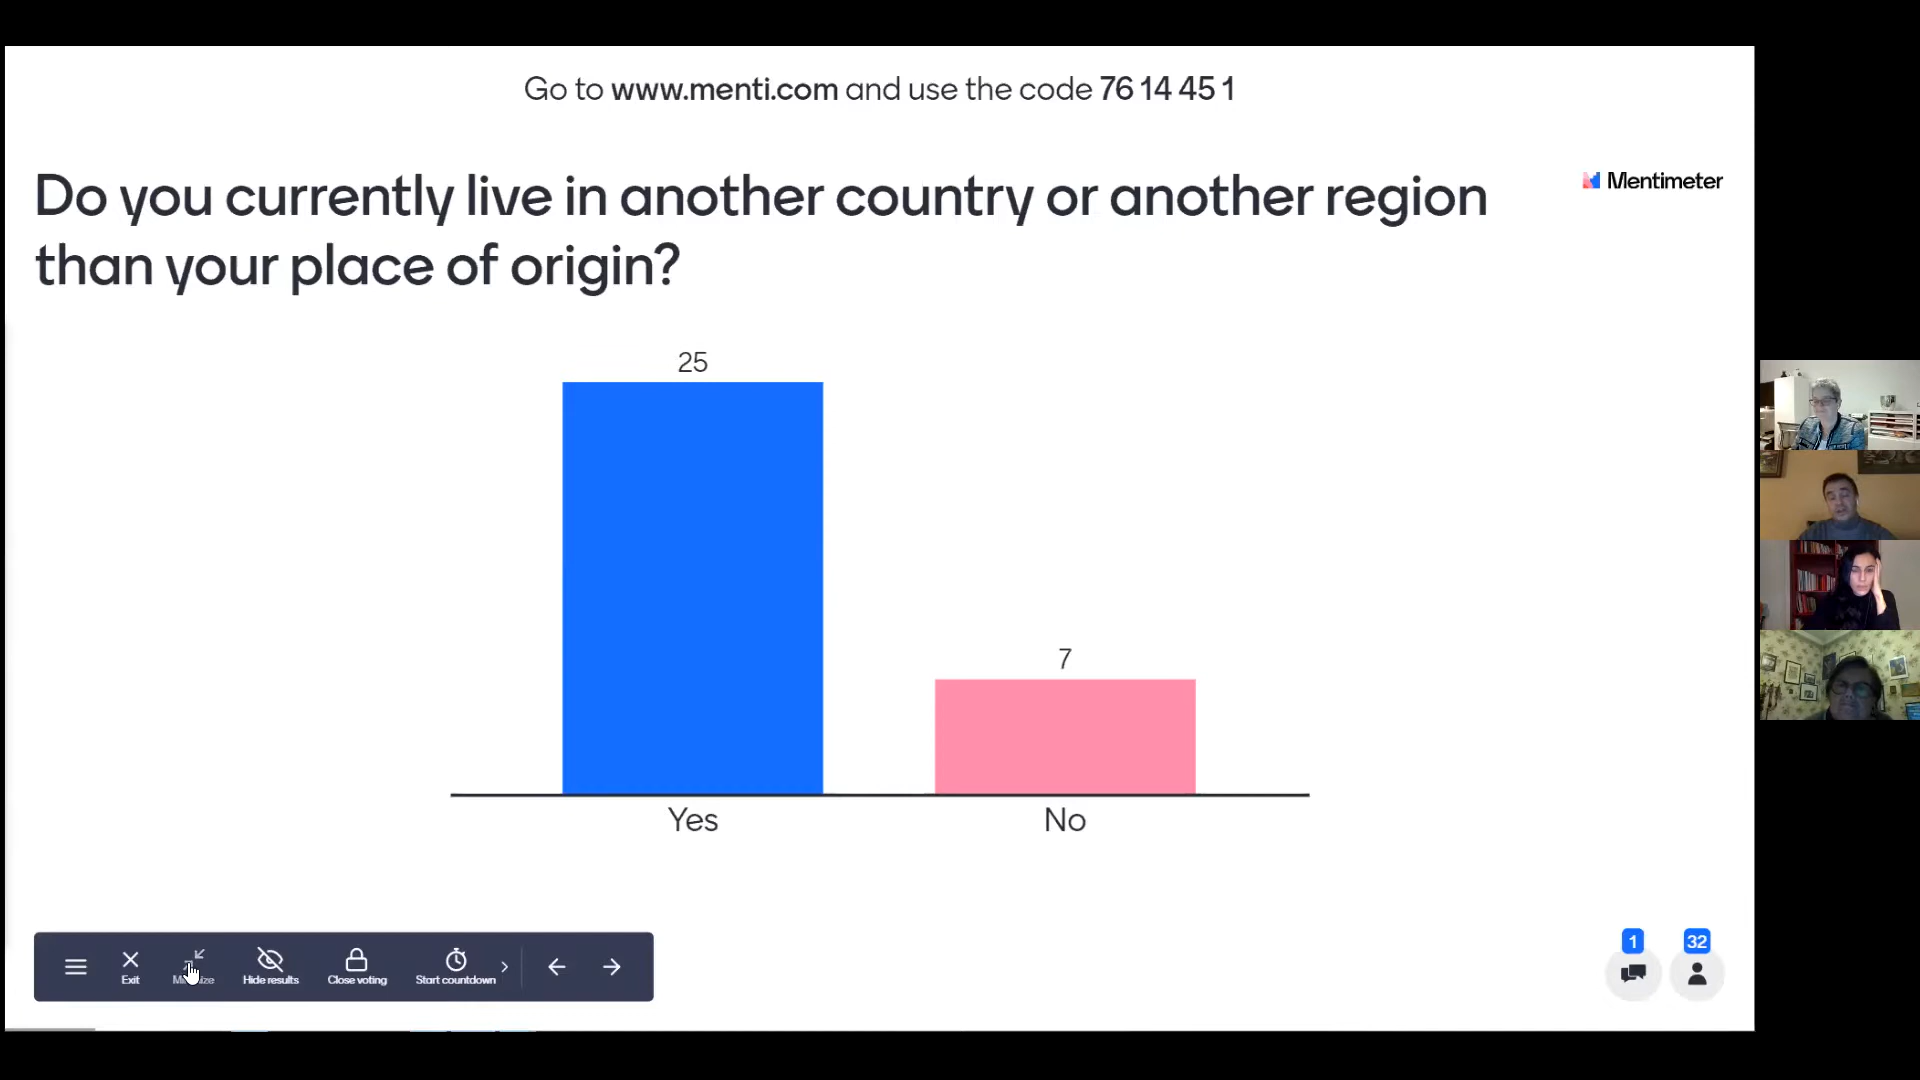 Go to www.menti.com and use the code 76 14 45 1
Mentimeter
Do you currently live in another country or another region
than your place of origin?
25
7
Yes
No
Exit
Hide results
Close voting
Start countdown
1
32